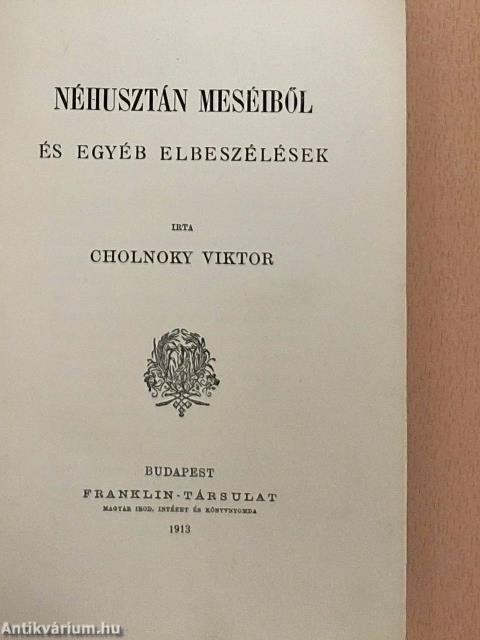 NÉHUSZTÁN MESÉIBŐL
ÉS EGYÉB ELBESZÉLÉSEK
IRTA
CHOLNOKY VIKTOR
BUDAPEST
FRANKLIN-TÁRSULAT
MAGYAR IROD. INTÉZET ÉS KÖNYVNYOMDA
1913
Antikvárium.hu